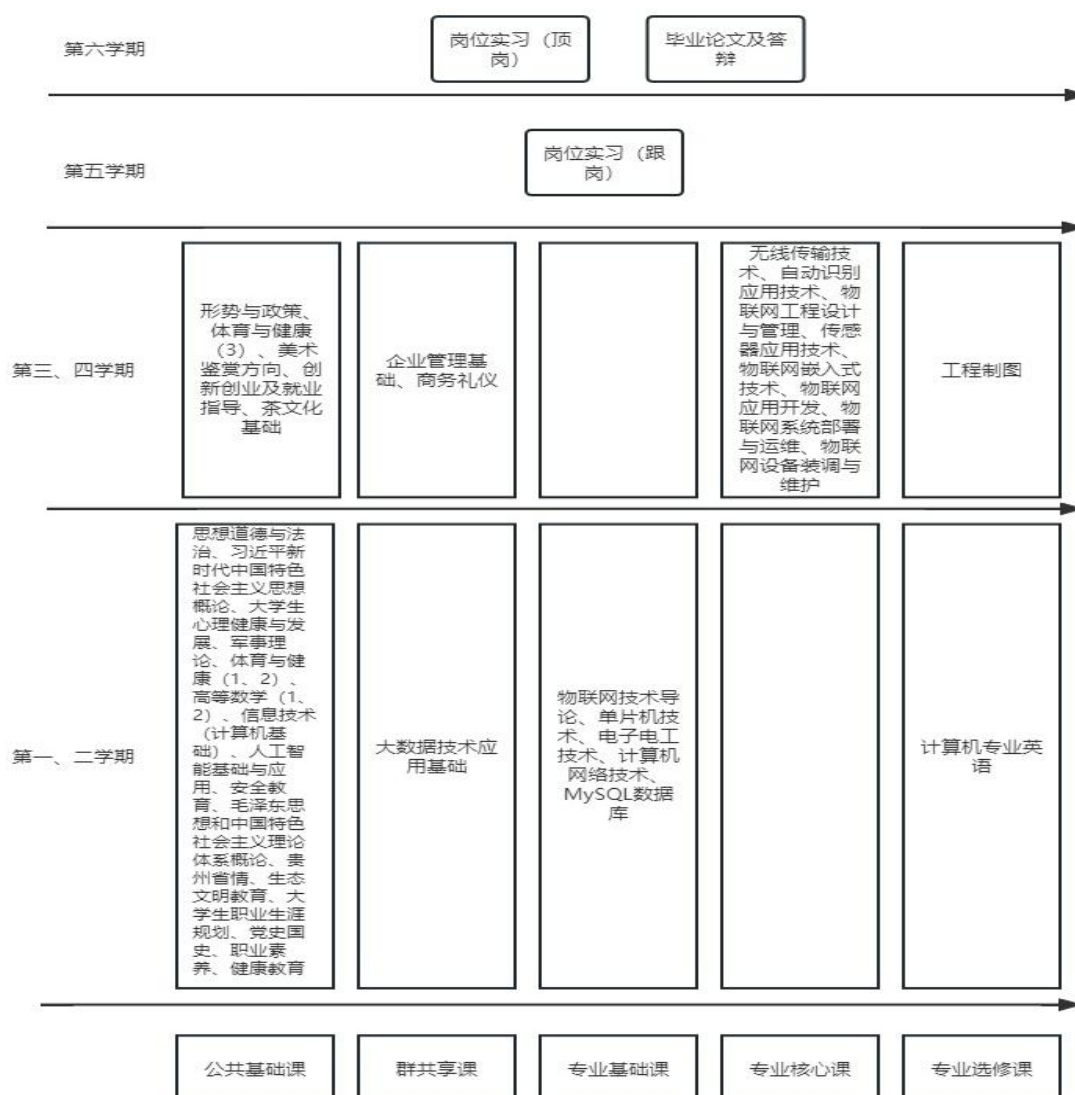 第六学期
岗位实习（顶
岗）
毕业论文及答
辩
第五学期
岗位实习（跟
岗）
第三、四学期
形势与政策、
体育与健康
（3）、美术
鉴赏方向、创
新创业及就业
指导、茶文化
基础
企业管理基
础、商务礼仪
无线传输技
术、自动识别
应用技术、物
联网工程设计
与管理、传感
器应用技术、
物联网嵌入式
技术、物联网
应用开发、物
联网系统部署
与运维、物联
网设备装调与
维护
工程制图
第一、二学期
思想道德与法
治、习近平新
时代中国特色
社会主义思想
概论、大学生
心理健康与发
展、军事理
论、体育与健
康（1、2）、
高等数学（1、
2）、信息技术
（计算机基
础）、人工智
能基础与应
用、安全教
育、毛泽东思
想和中国特色
社会主义理论
体系概论、贵
州省情、生态
文明教育、大
学生职业生涯
规划、党史国
史、职业素
养、健康教育
大数据技术应
用基础
物联网技术导
论、单片机技
术、电子电工
技术、计算机
网络技术、
MySQL数据
库
计算机专业英
语
公共基础课
群共享课
专业基础课
专业核心课
专业选修课